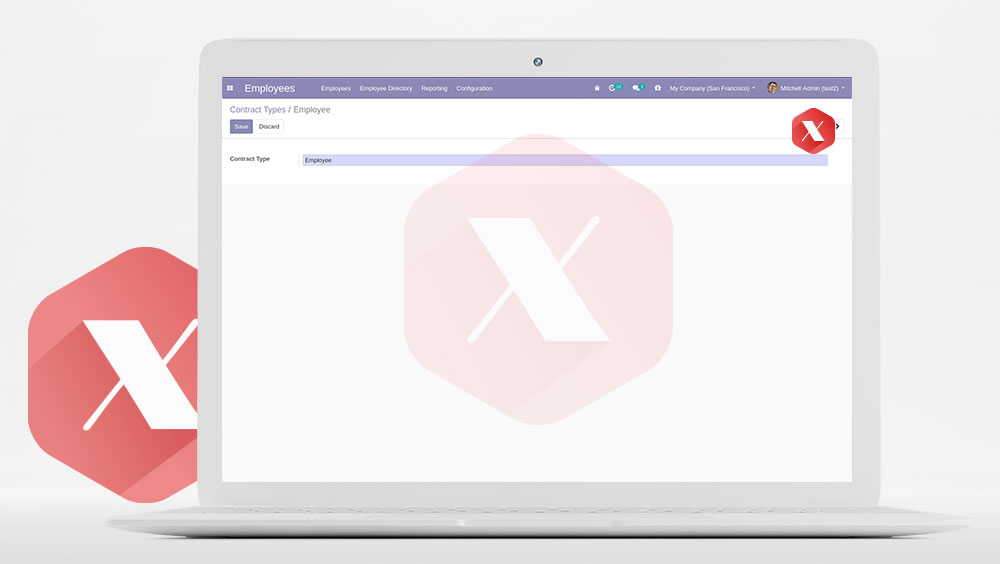 Employees Employees Employee Directory Reporting Configuration My Company (San Francisco) Mitchell Admin (test2)
Contract Types / Employee
Save Discard
Contract Type Employee